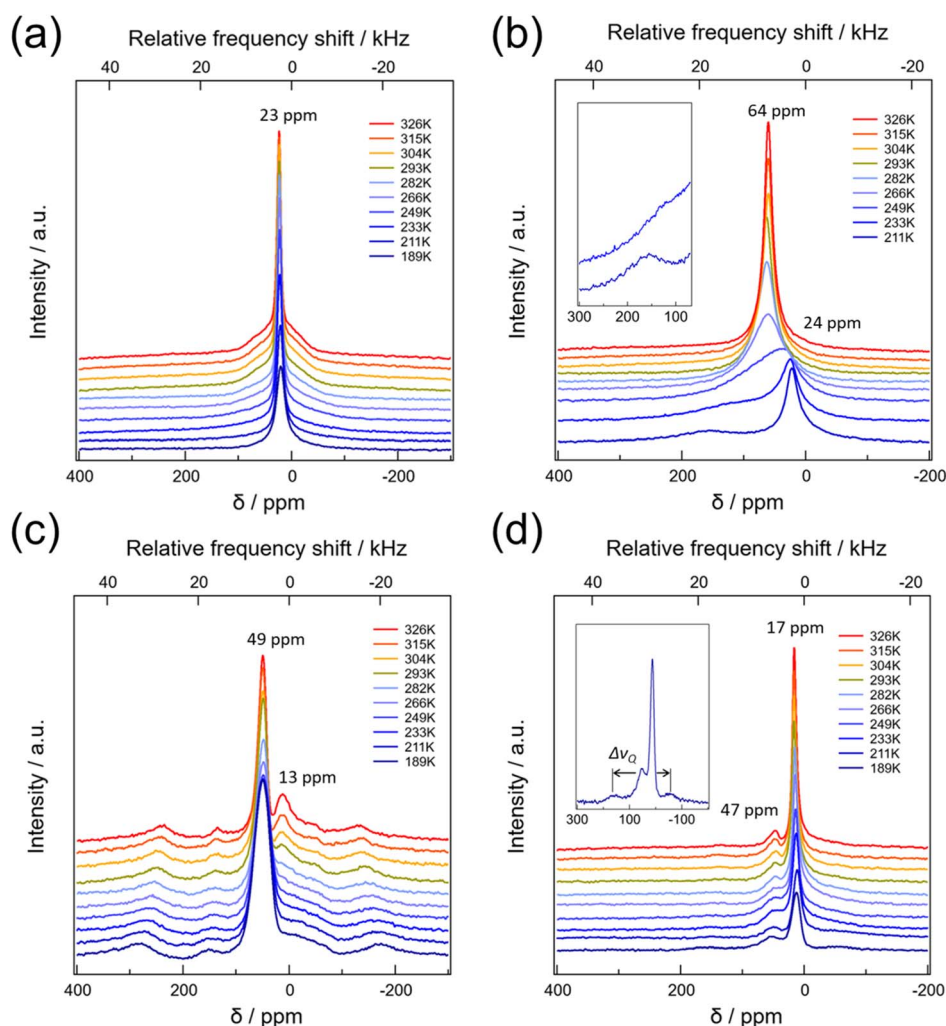 (a)
Relative frequency shift / kHz
40 20 0 -20
23 ppm
326K
315K
304K
293K
282K
266K
249K
233K
211K
189K
Intensity / a.u.
400 200 0 -200
δ / ppm
(b)
Relative frequency shift / kHz
40 20 0 -20
64 ppm
326K
315K
304K
293K
282K
266K
249K
233K
211K
300 200 100
24 ppm
Intensity / a.u.
400 200 0 -200
δ / ppm
(c)
Relative frequency shift / kHz
40 20 0 -20
49 ppm
326K
315K
304K
293K
282K
266K
249K
233K
211K
189K
13 ppm
Intensity / a.u.
400 200 0 -200
δ / ppm
(d)
Relative frequency shift / kHz
40 20 0 -20
17 ppm
326K
315K
304K
293K
282K
266K
249K
233K
211K
189K
ΔνQ
300 100 -100
47 ppm
Intensity / a.u.
400 200 0 -200
δ / ppm